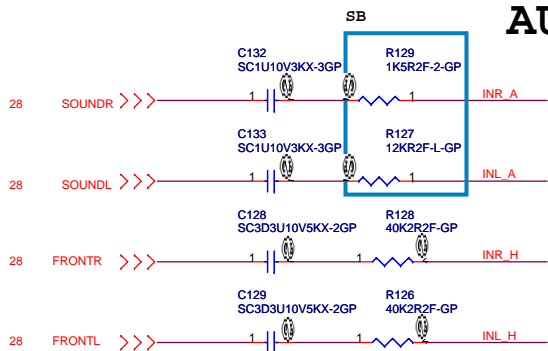 SB
AU
C132
SC1U10V3KX-3GP
R129
1K5R2F-2-GP
28
SOUNDR
1
1
INR_A
C133
SC1U10V3KX-3GP
R127
12KR2F-L-GP
28
SOUNDL
1
1
INL_A
C128
SC3D3U10V5KX-2GP
R128
40K2R2F-GP
28
FRONTR
1
1
INR_H
C129
SC3D3U10V5KX-2GP
R126
40K2R2F-GP
28
FRONTL
1
1
INL_H